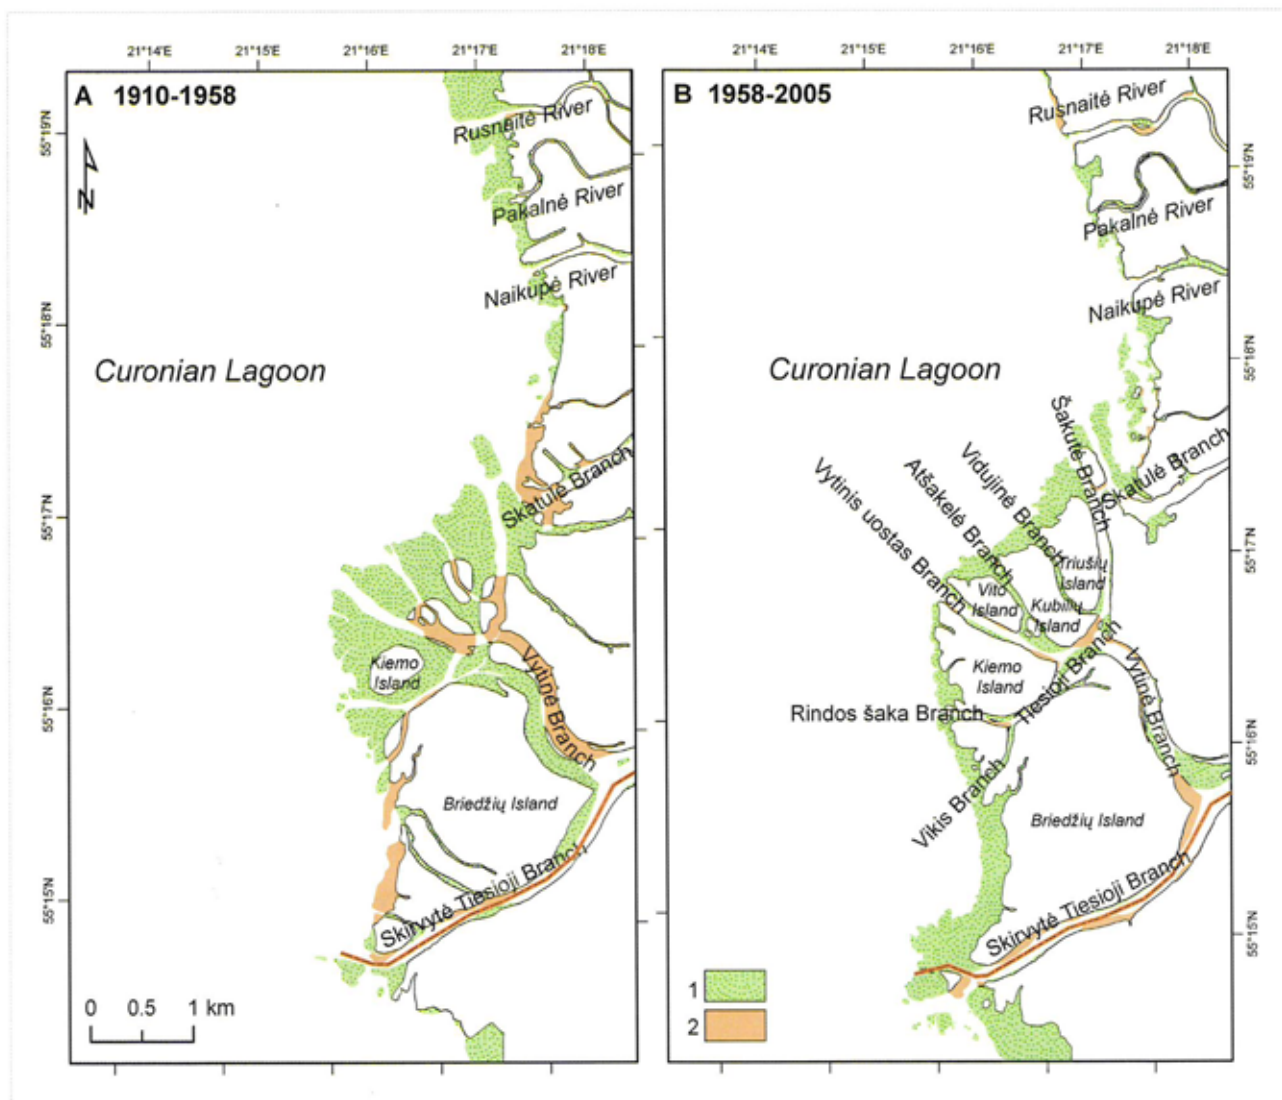 21°14'E 21°15'E 21°16'E 21°17'E 21°18'E
A 1910-1958
55°19'N
N
Rusnaitė River
Pakalnė River
Naikupė River
55°18'N
Curonian Lagoon
Skatulė Branch
55°17'N
Kiemo
Island
Vytinė Branch
55°16'N
Briedžių Island
55°15'N
Skirvytė Tiesioji Branch
0 0.5 1 km
21°14'E 21°15'E 21°16'E 21°17'E 21°18'E
B 1958-2005
Rusnaitė River
55°19'N
Pakalnė River
Naikupė River
55°18'N
Curonian Lagoon
Šakutė Branch
Skatulė Branch
Vidujinė Branch
Atšakelė Branch
Vytinis uostas Branch
55°17'N
Triušių
Island
Vito
Island
Kubilių
Island
Kiemo
Island
Tiesioji Branch
Vytinė Branch
Rindos šaka Branch
55°16'N
Vikis Branch
Briedžių Island
Skirvytė Tiesioji Branch
55°15'N
1
2